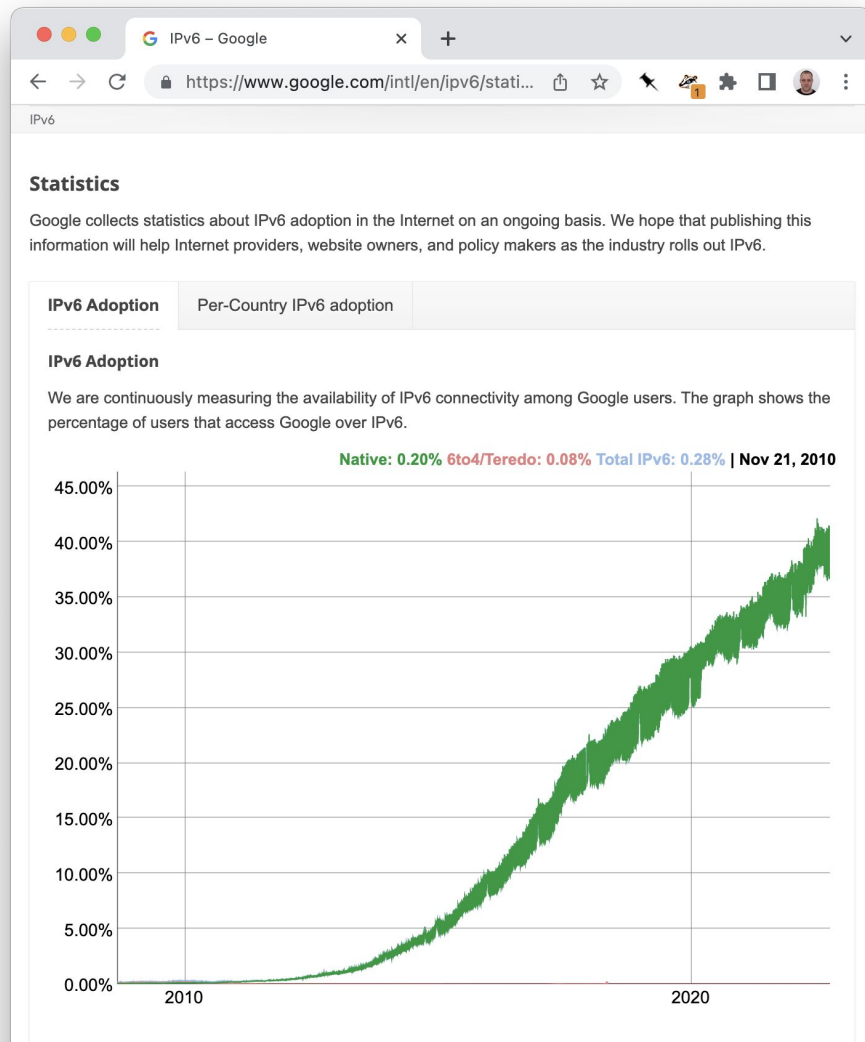 IPv6 – Google
https://www.google.com/intl/en/ipv6/stati...
1
IPv6
Statistics
Google collects statistics about IPv6 adoption in the Internet on an ongoing basis. We hope that publishing this
information will help Internet providers, website owners, and policy makers as the industry rolls out IPv6.
IPv6 Adoption
Per-Country IPv6 adoption
IPv6 Adoption
We are continuously measuring the availability of IPv6 connectivity among Google users. The graph shows the
percentage of users that access Google over IPv6.
Native: 0.20% 6to4/Teredo: 0.08% Total IPv6: 0.28% | Nov 21, 2010
45.00%
40.00%
35.00%
30.00%
25.00%
20.00%
15.00%
10.00%
5.00%
0.00%
2010
2020